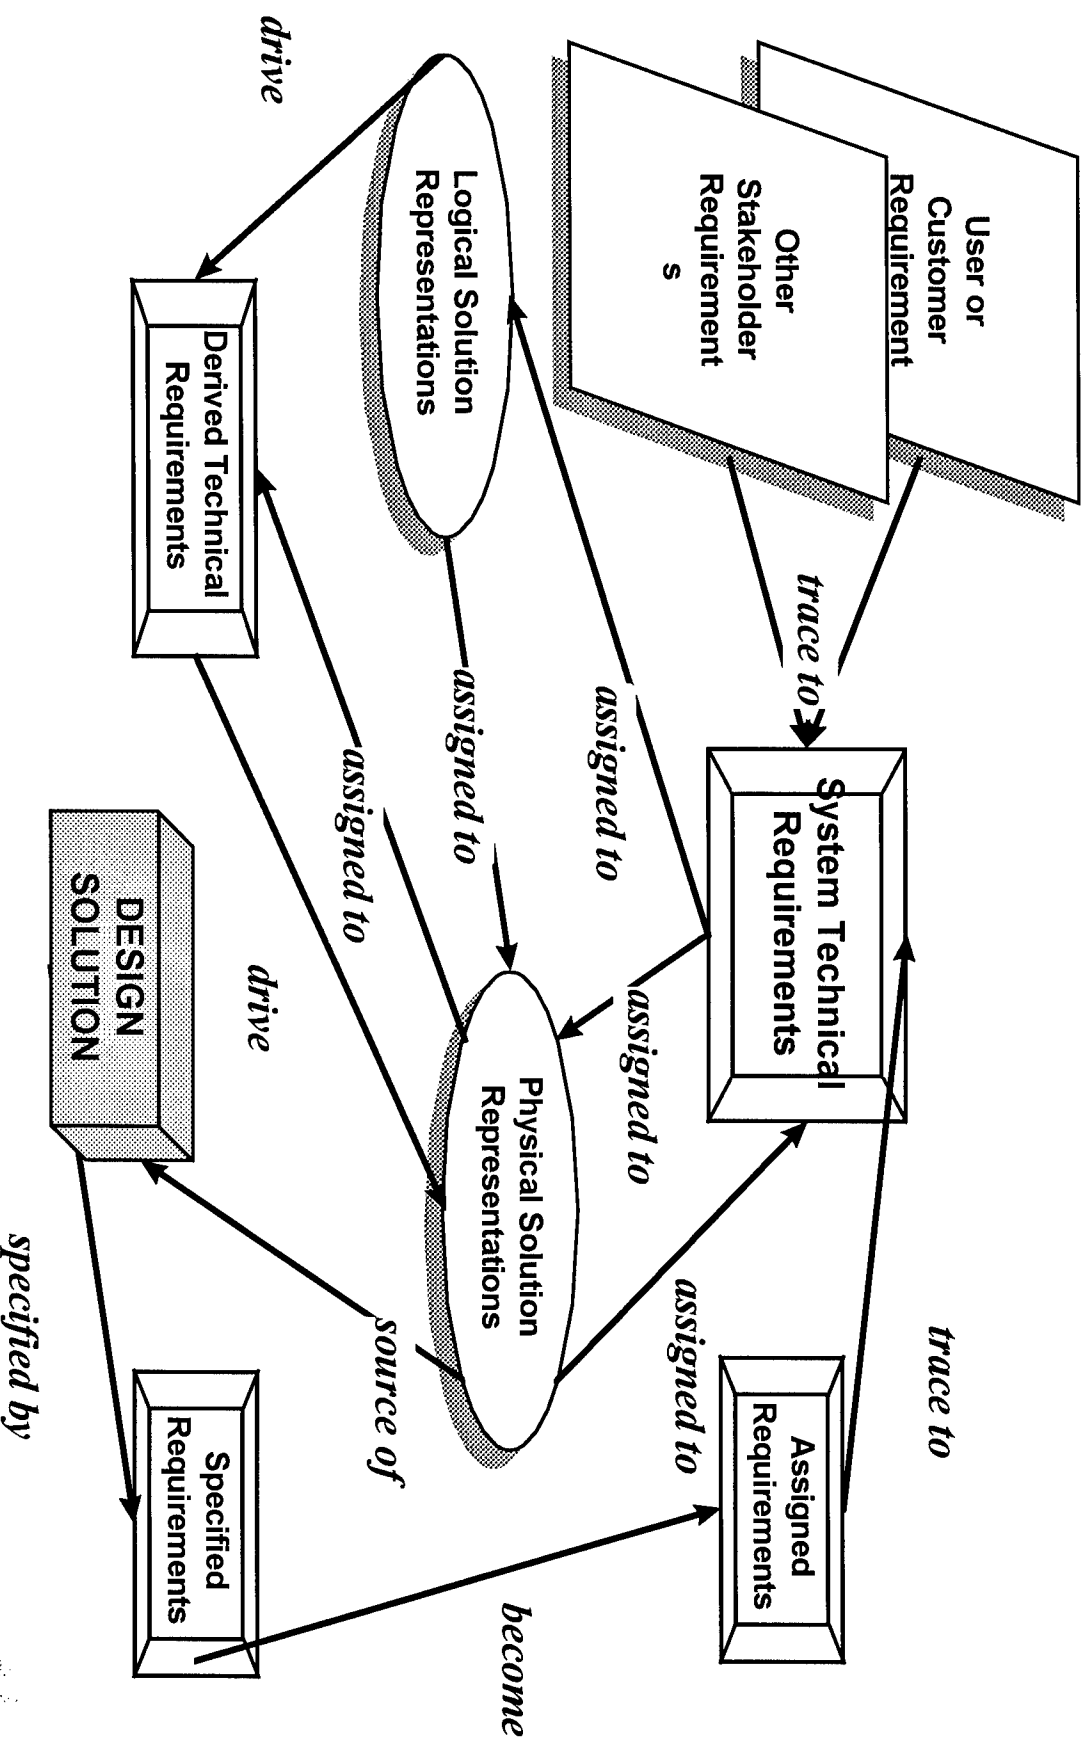 User or
Customer
Requirement
Other
Stakeholder
Requirement
s
trace to
System Technical
Requirements
trace to
Assigned
Requirements
assigned to
assigned to
assigned to
Logical Solution
Representations
assigned to
Physical Solution
Representations
become
drive
Derived Technical
Requirements
assigned to
drive
source of
DESIGN
SOLUTION
Specified
Requirements
specified by